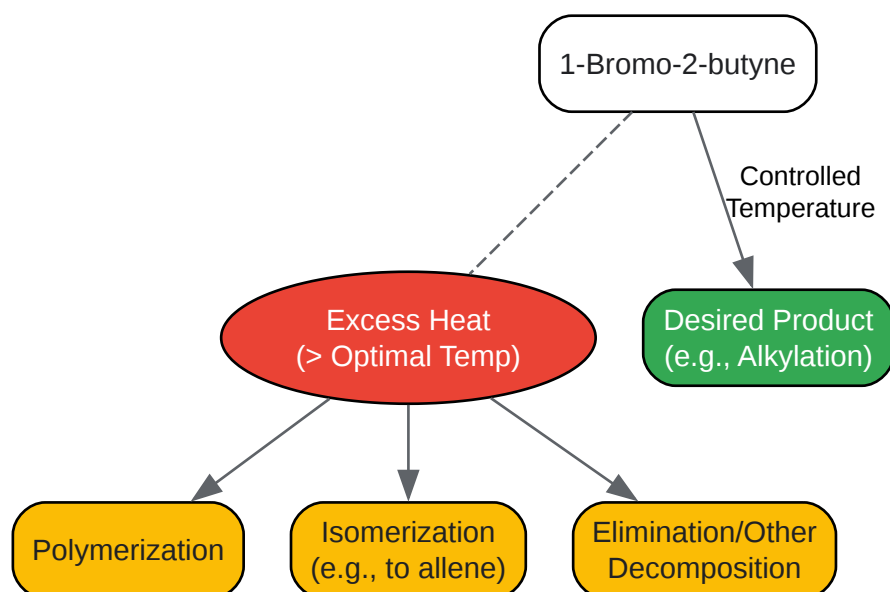 1-Bromo-2-butyne
Controlled
Temperature
Excess Heat
(> Optimal Temp)
Desired Product
(e.g., Alkylation)
Polymerization
Isomerization
(e.g., to allene)
Elimination/Other
Decomposition